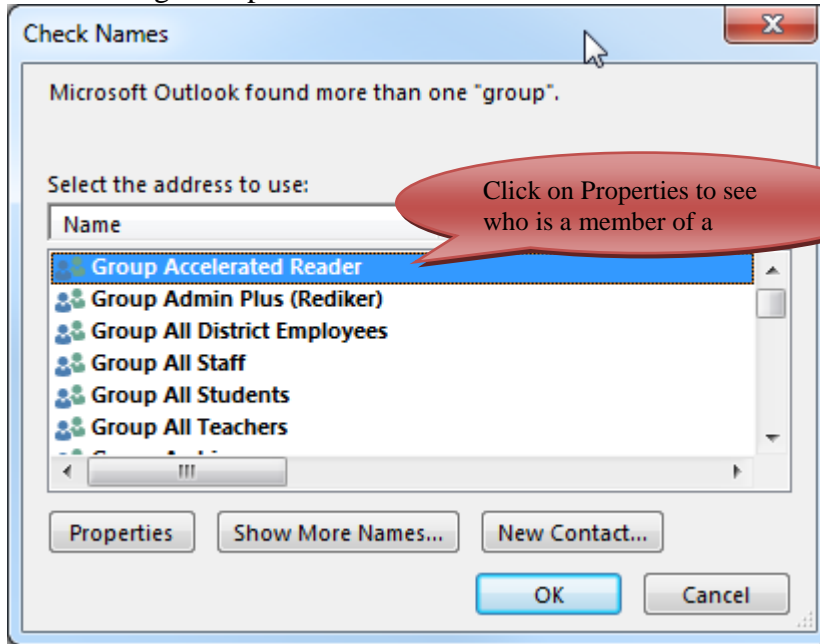 Check Names
Microsoft Outlook found more than one "group".
Select the address to use:
Click on Properties to see
who is a member of a
Name
Group Accelerated Reader
Group Admin Plus (Rediker)
Group All District Employees
Group All Staff
Group All Students
Group All Teachers
Properties
Show More Names...
New Contact...
OK
Cancel